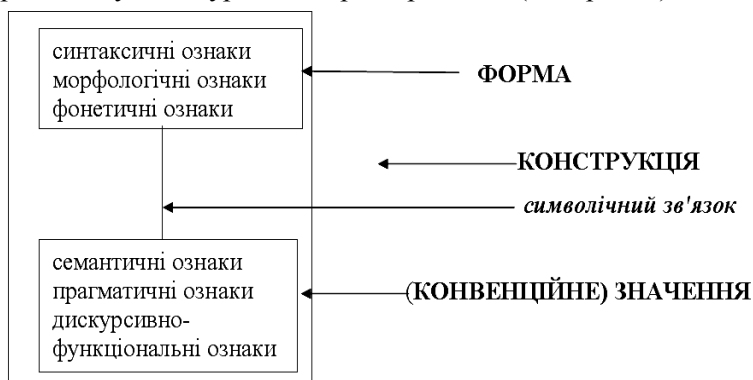 синтаксичні ознаки
морфологічні ознаки
фонетичні ознаки
ФОРМА
КОНСТРУКЦІЯ
символічний зв'язок
семантичні ознаки
прагматичні ознаки
дискурсивно-
функціональні ознаки
(КОНВЕНЦІЙНЕ) ЗНАЧЕННЯ